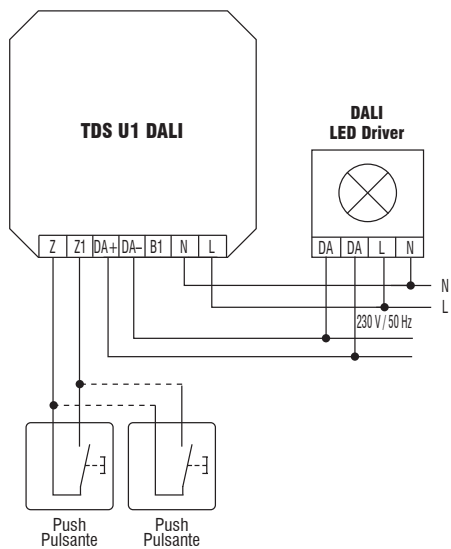 TDS U1 DALI
DALI
LED Driver
Z Z1 DA+ DA– B1 N L
DA DA L N
N
L
230 V / 50 Hz
Push
Pulsante
Push
Pulsante